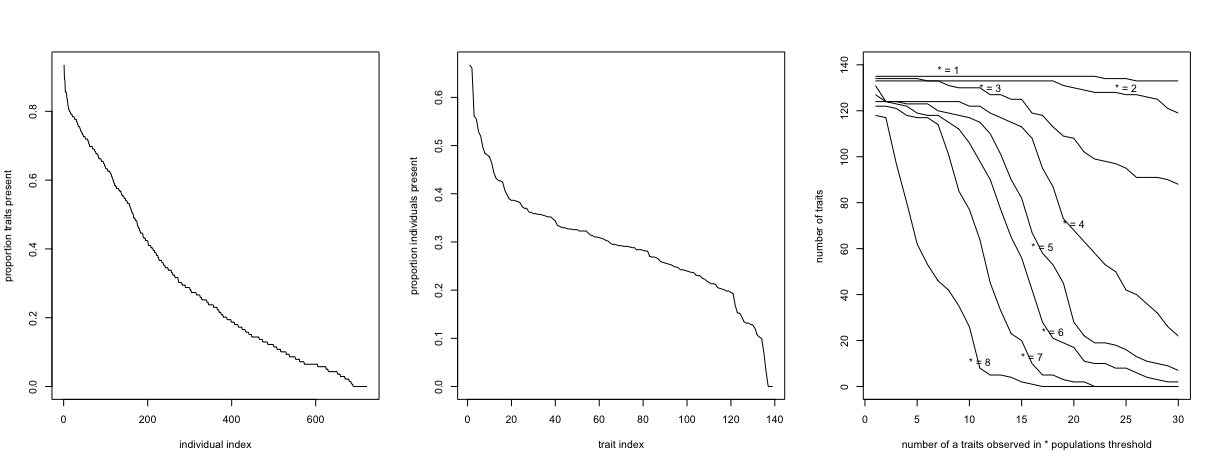 proportion traits present
0.0 0.2 0.4 0.6 0.8
0 200 400 600
individual index
proportion individuals present
0.0 0.1 0.2 0.3 0.4 0.5 0.6
0 20 40 60 80 100 120 140
trait index
number of traits
0 20 40 60 80 100 120 140
* = 1
* = 2
* = 3
* = 4
* = 5
* = 6
* = 7
* = 8
0 5 10 15 20 25 30
number of a traits observed in * populations threshold